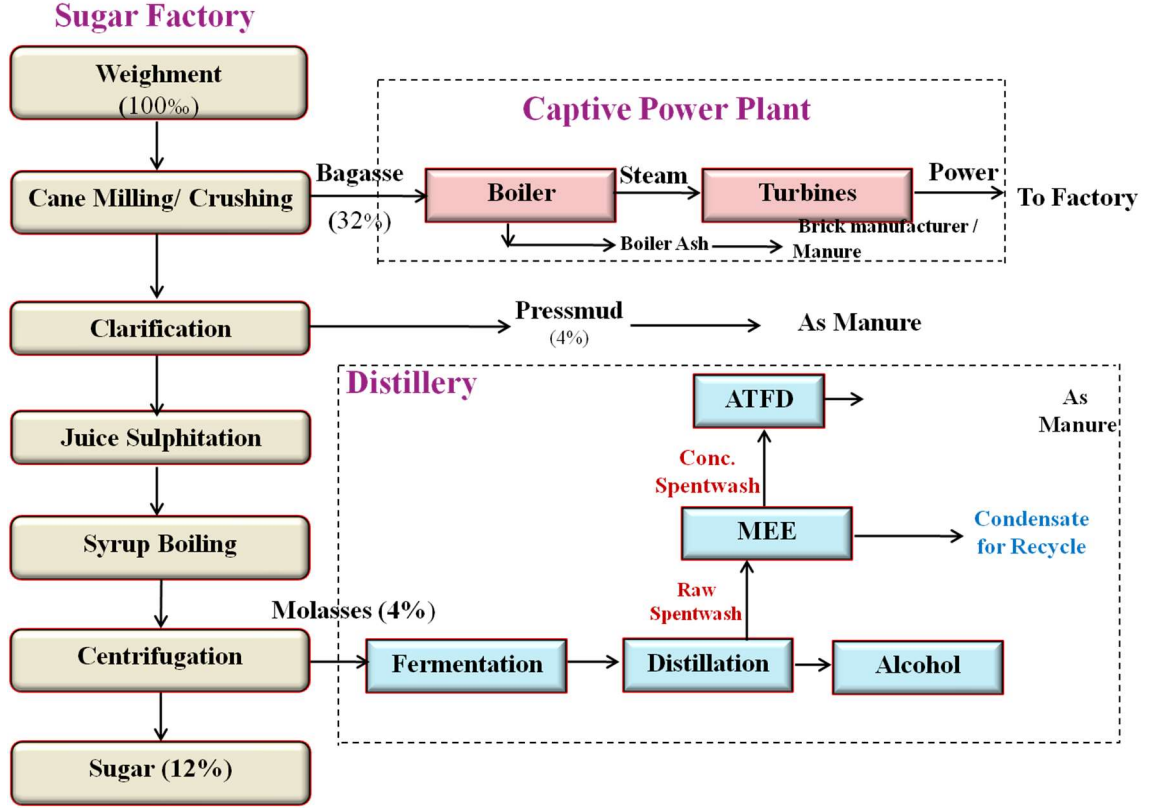 Sugar Factory
Weighment
(100‰)
Captive Power Plant
Cane Milling/ Crushing
Bagasse
(32%)
Boiler
Steam
Turbines
Power
To Factory
Boiler Ash
Brick manufacturer /
Manure
Clarification
Pressmud
(4%)
As Manure
Distillery
ATFD
As
Manure
Juice Sulphitation
Conc.
Spentwash
MEE
Condensate
for Recycle
Syrup Boiling
Raw
Spentwash
Molasses (4%)
Centrifugation
Fermentation
Distillation
Alcohol
Sugar (12%)